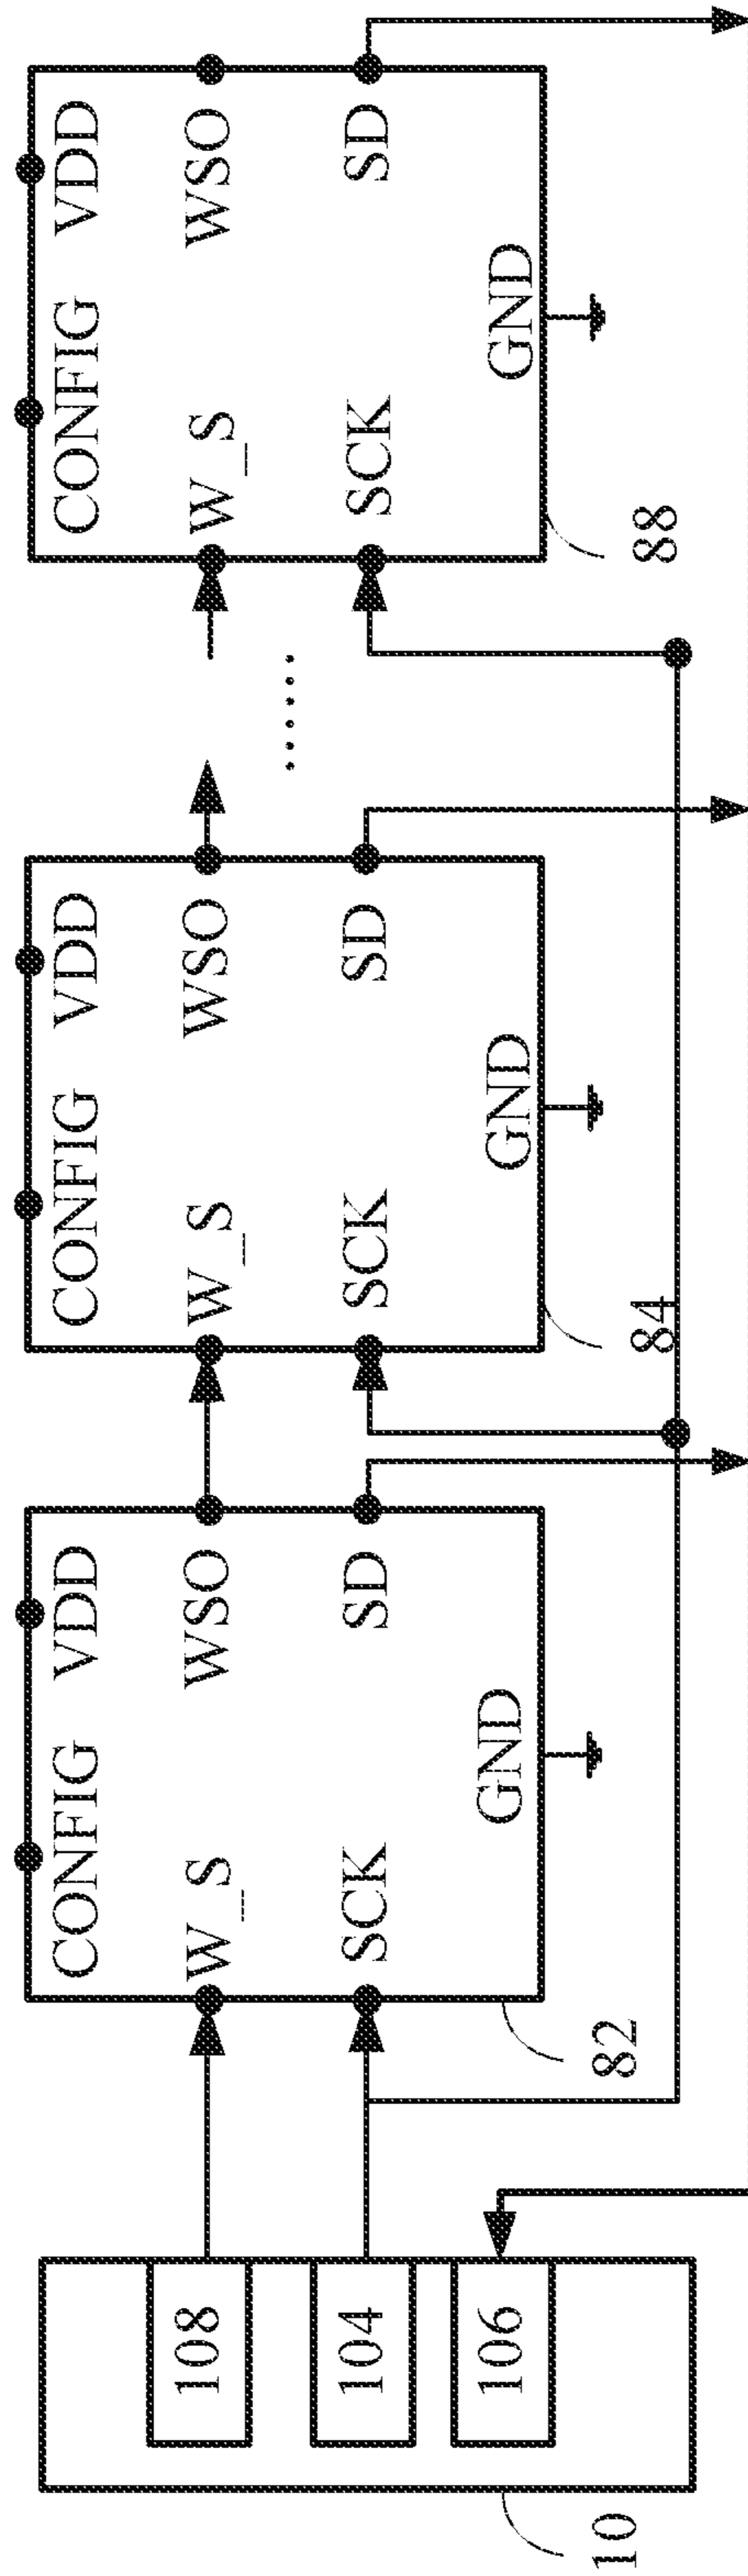 CONFIG VDD CONFIG VDD CONFIG VDD
108 W_S WSO W_S WSO W_S WSO
......
104 SCK SD SCK SD SCK SD
106 GND GND GND
10 82 84 88